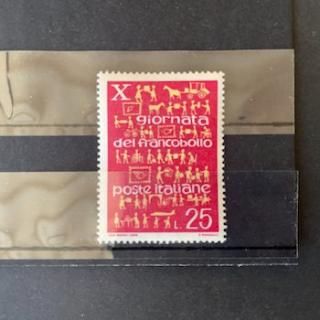 X
giornata
del francobollo
poste italiane
25